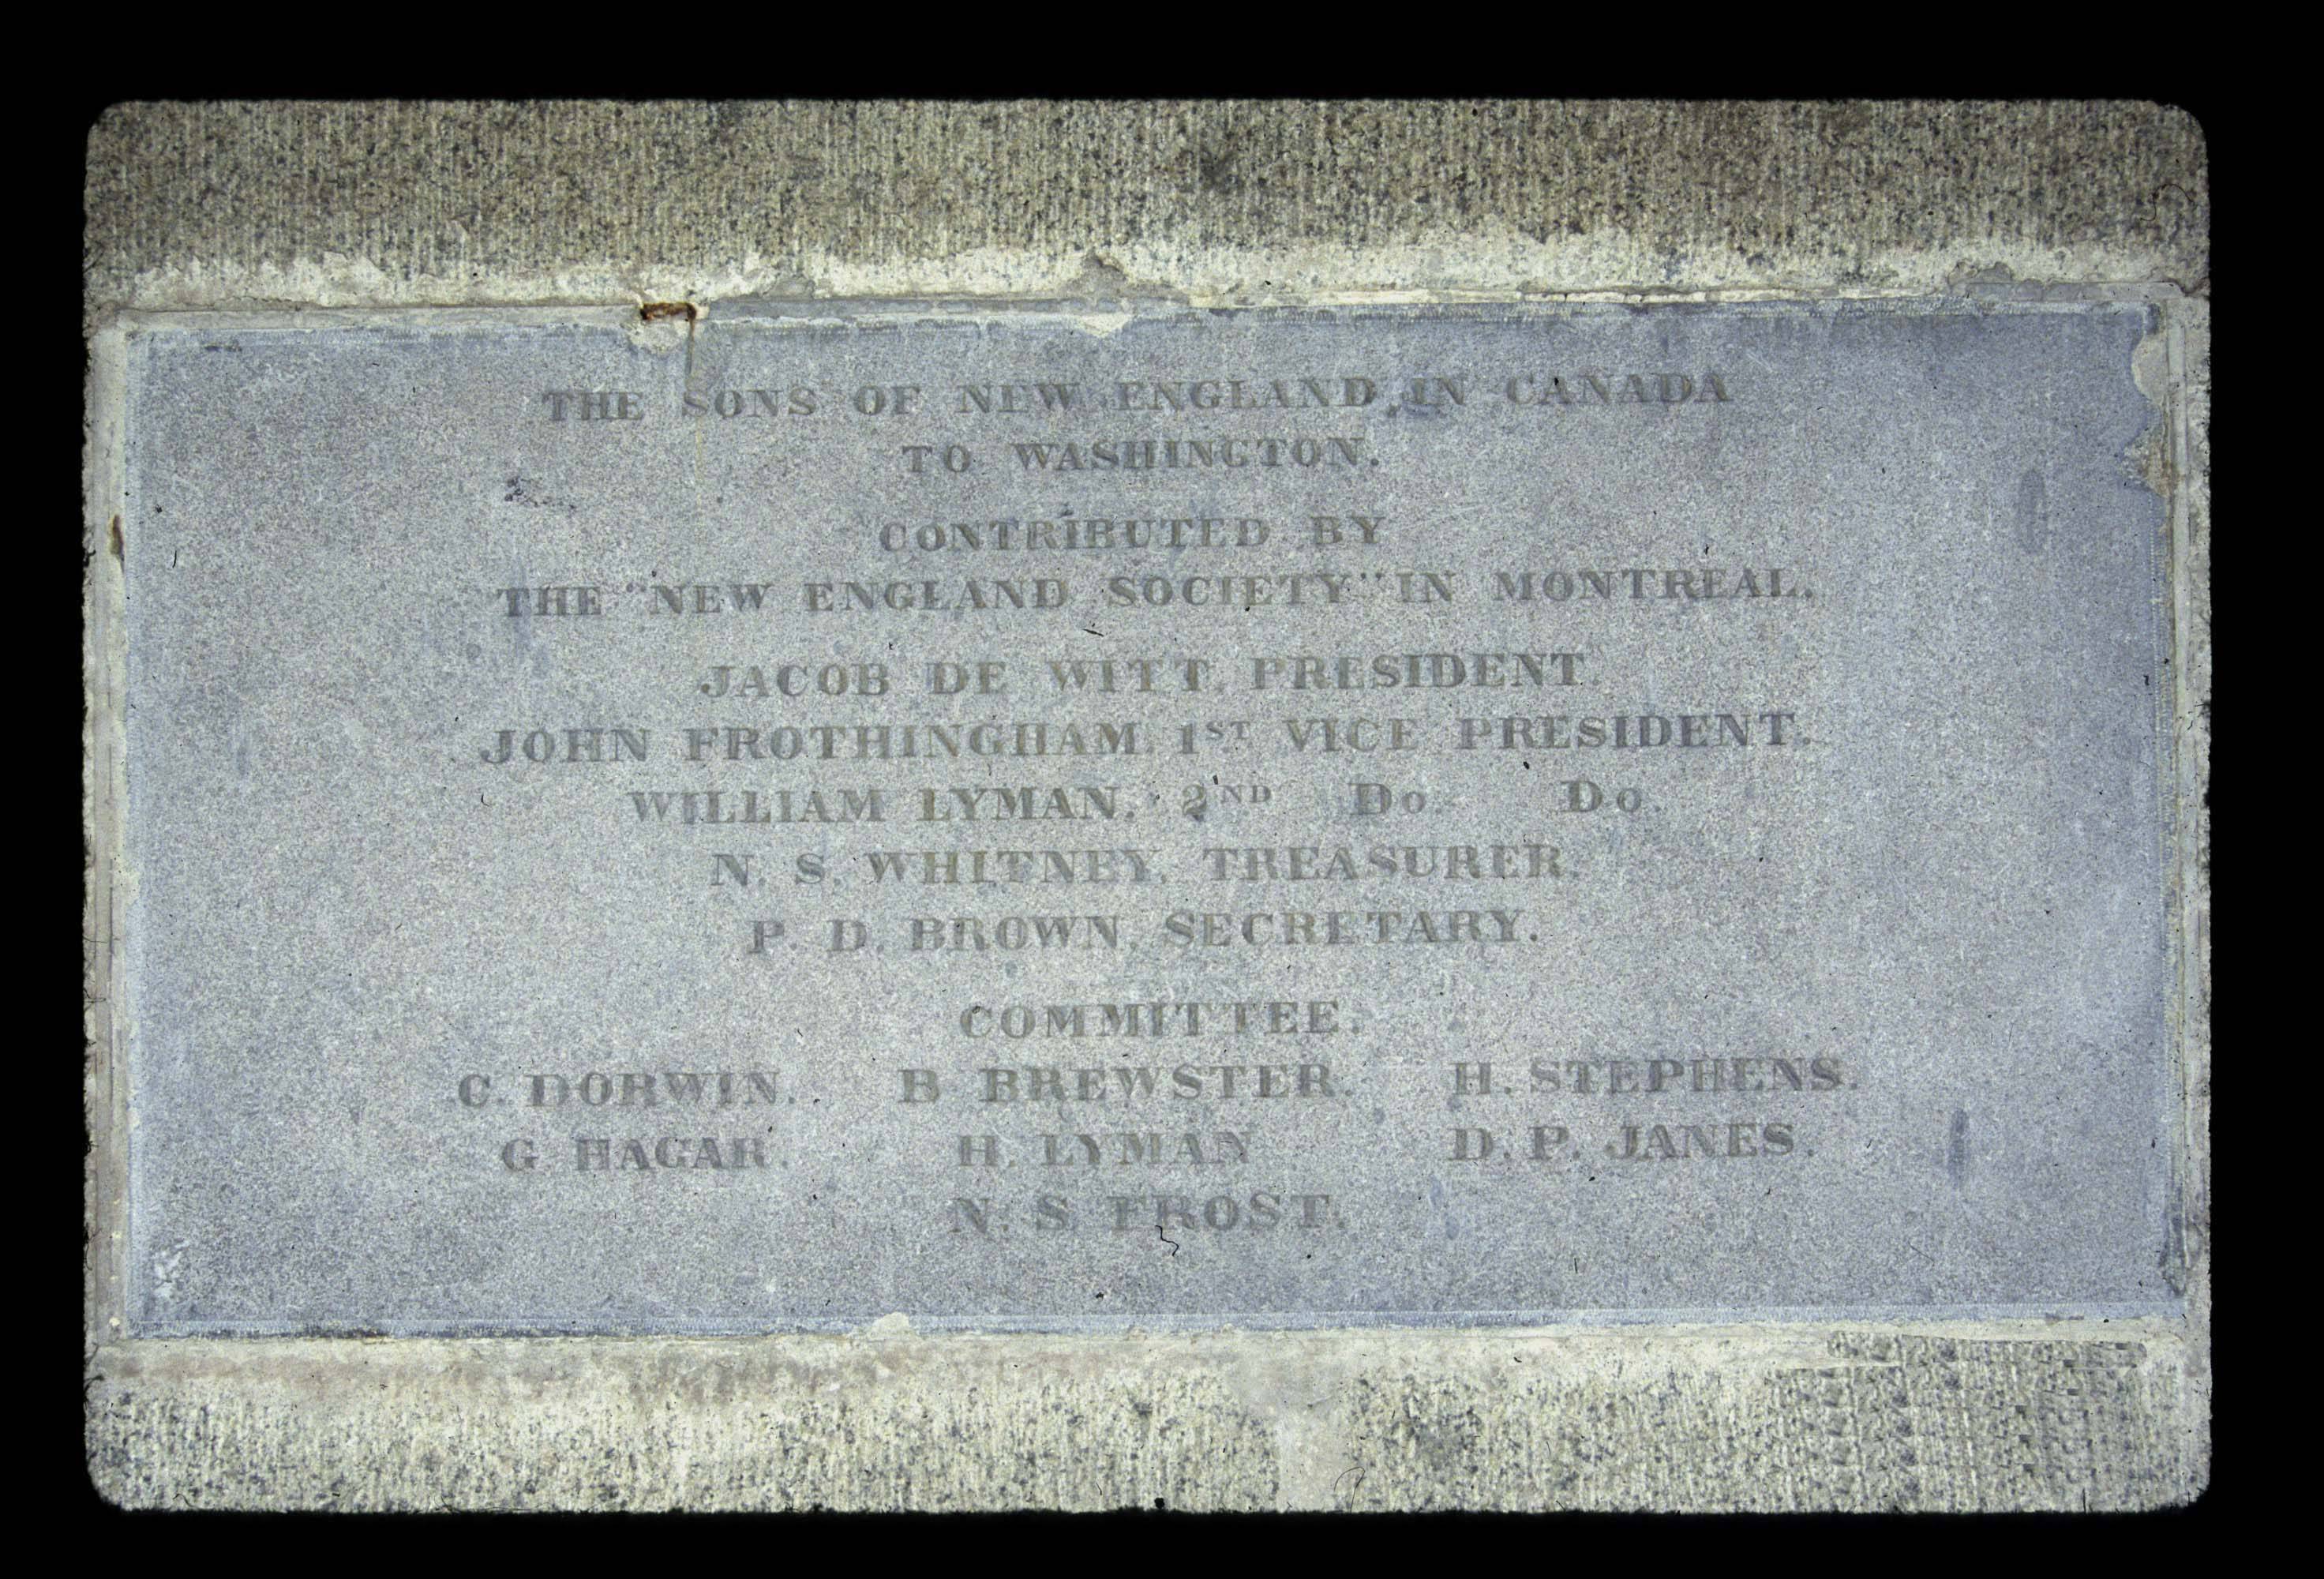 THE SONS OF NEW ENGLAND IN CANADA
TO WASHINGTON.
CONTRIBUTED BY
THE "NEW ENGLAND SOCIETY" IN MONTREAL.
JACOB DE WITT. PRESIDENT.
JOHN FROTHINGHAM. 1ST VICE PRESIDENT.
WILLIAM LYMAN. 2ND Do. Do.
N. S. WHITNEY. TREASURER.
P. D. BROWN. SECRETARY.
COMMITTEE.
C. DORWIN. B BREWSTER. H. STEPHENS.
G HAGAR. H. LYMAN D. P. JANES.
N. S. FROST.